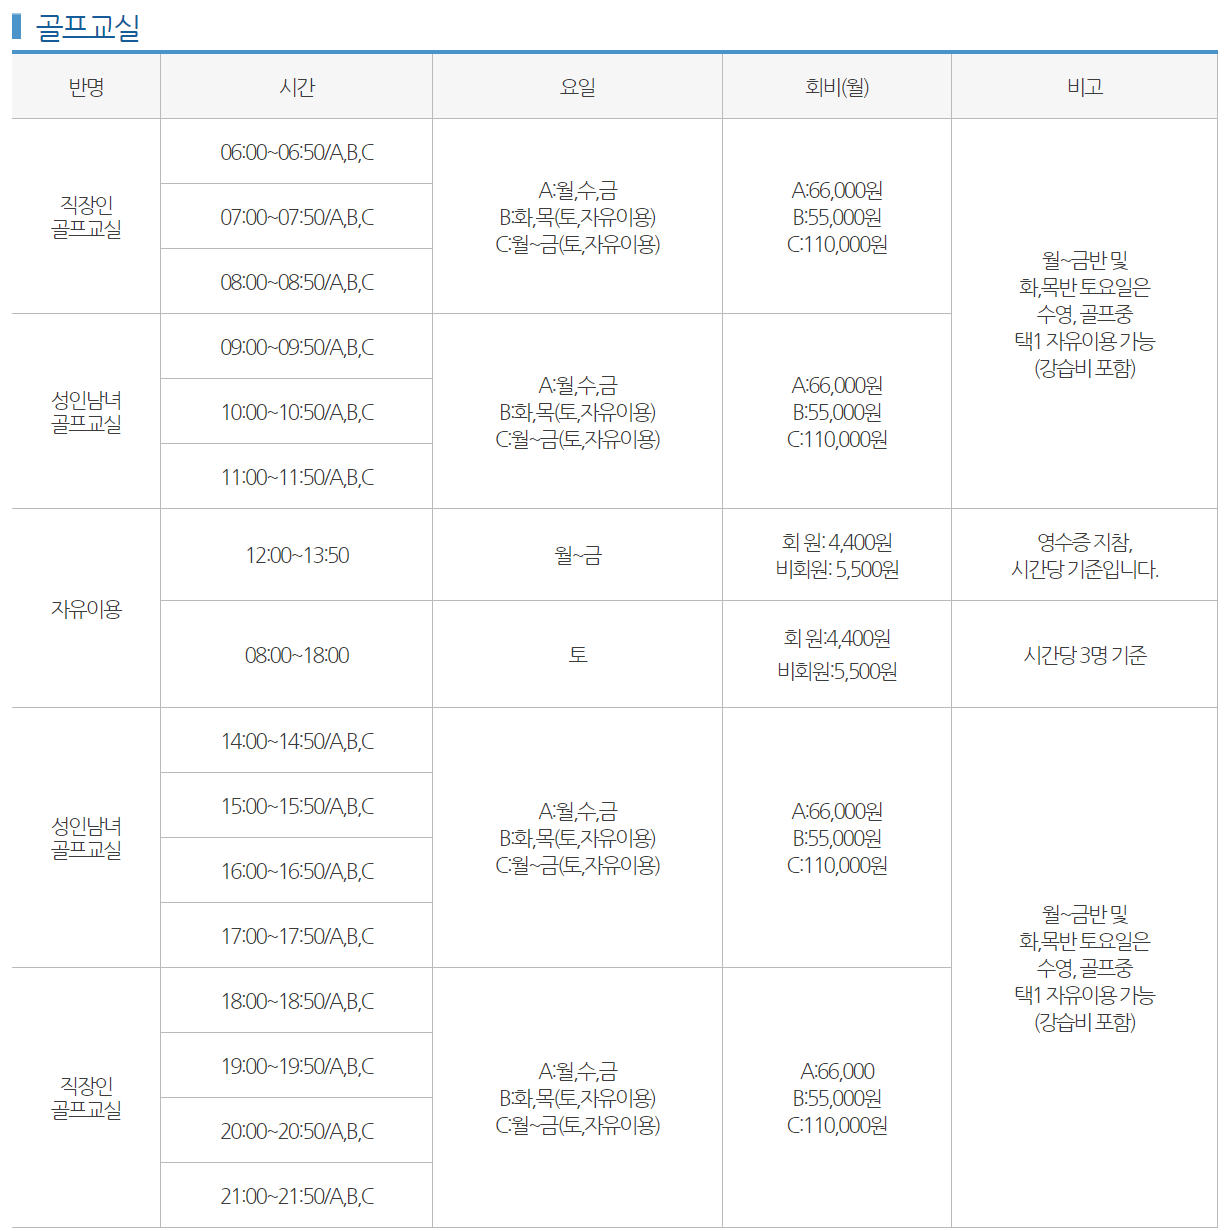 골프교실
반명 시간 요일 회비(월) 비고
직장인
골프교실
06:00~06:50/A,B,C
07:00~07:50/A,B,C
08:00~08:50/A,B,C
A:월,수,금
B:화,목(토,자유이용)
C:월~금(토,자유이용)
A:66,000원
B:55,000원
C:110,000원
월~금반 및
화,목반 토요일은
수영, 골프중
택1 자유이용 가능
(강습비 포함)
성인남녀
골프교실
09:00~09:50/A,B,C
10:00~10:50/A,B,C
11:00~11:50/A,B,C
A:월,수,금
B:화,목(토,자유이용)
C:월~금(토,자유이용)
A:66,000원
B:55,000원
C:110,000원
자유이용
12:00~13:50
월~금
회 원: 4,400원
비회원: 5,500원
영수증 지참,
시간당 기준입니다.
08:00~18:00
토
회 원:4,400원
비회원:5,500원
시간당 3명 기준
성인남녀
골프교실
14:00~14:50/A,B,C
15:00~15:50/A,B,C
16:00~16:50/A,B,C
17:00~17:50/A,B,C
A:월,수,금
B:화,목(토,자유이용)
C:월~금(토,자유이용)
A:66,000원
B:55,000원
C:110,000원
월~금반 및
화,목반 토요일은
수영, 골프중
택1 자유이용 가능
(강습비 포함)
직장인
골프교실
18:00~18:50/A,B,C
19:00~19:50/A,B,C
20:00~20:50/A,B,C
21:00~21:50/A,B,C
A:월,수,금
B:화,목(토,자유이용)
C:월~금(토,자유이용)
A:66,000
B:55,000원
C:110,000원